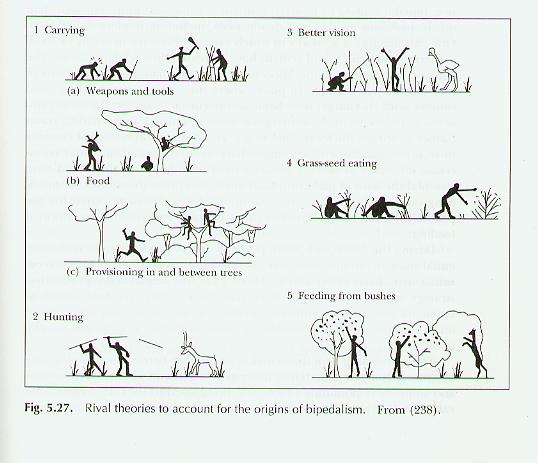 1 Carrying
(a) Weapons and tools
(b) Food
(c) Provisioning in and between trees
2 Hunting
3 Better vision
4 Grass-seed eating
5 Feeding from bushes
Fig. 5.27. Rival theories to account for the origins of bipedalism. From (238).